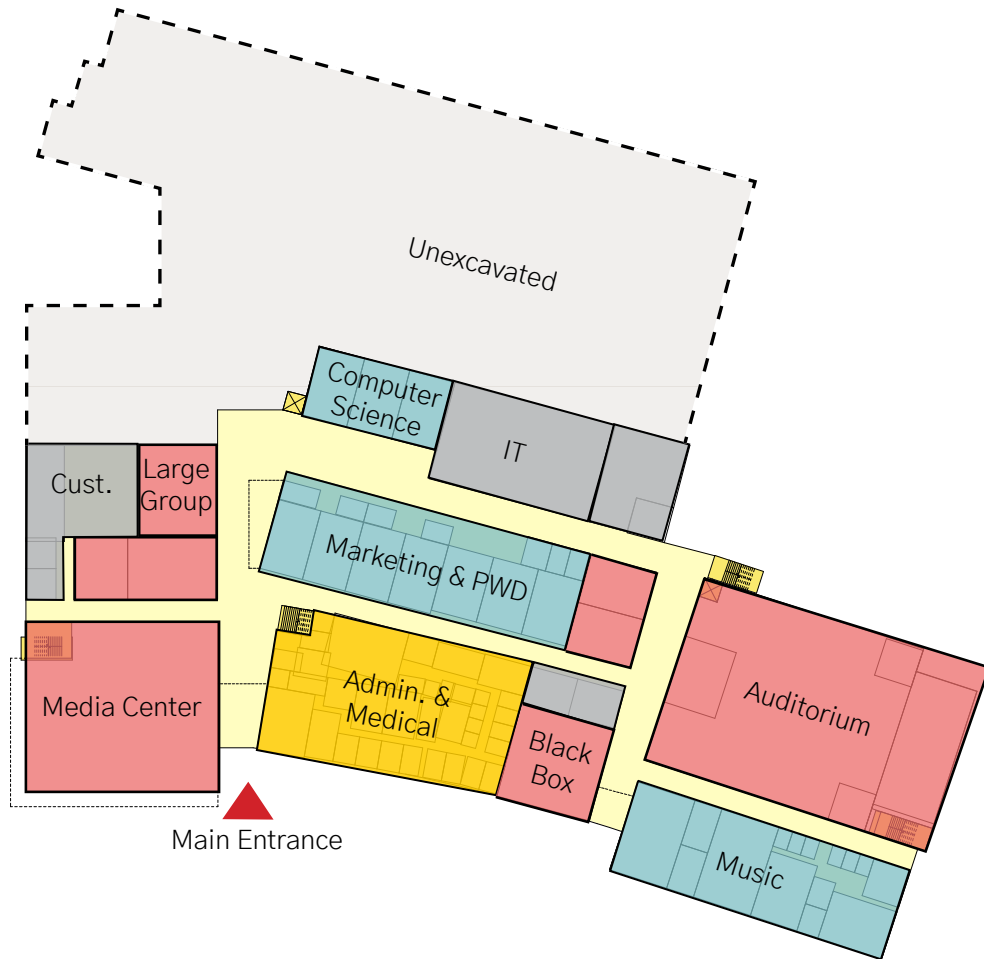 Unexcavated
Computer
Science
IT
Cust.
Large
Group
Marketing & PWD
Media Center
Admin. &
Medical
Black
Box
Auditorium
Music
Main Entrance